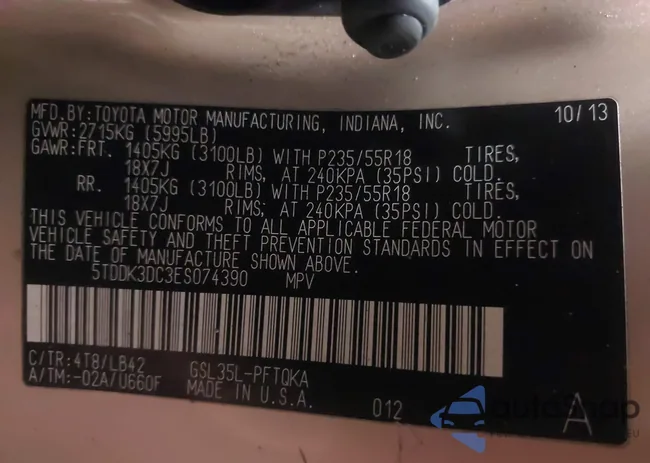 MFD.BY:TOYOTA MOTOR MANUFACTURING, INDIANA, INC. 10/13
GVWR:2715KG (5995LB)
GAWR:FRT. 1405KG (3100LB) WITH P235/55R18 TIRES,
18X7J RIMS, AT 240KPA (35PSI) COLD.
RR. 1405KG (3100LB) WITH P235/55R18 TIRES,
18X7J RIMS, AT 240KPA (35PSI) COLD.
THIS VEHICLE CONFORMS TO ALL APPLICABLE FEDERAL MOTOR
VEHICLE SAFETY AND THEFT PREVENTION STANDARDS IN EFFECT ON
THE DATE OF MANUFACTURE SHOWN ABOVE.
5TDDK3DC3ES074390 MPV
C/TR:4T8/LB42 GSL35L-PFTQKA
A/TM:-02A/U660F MADE IN U.S.A. 012 A